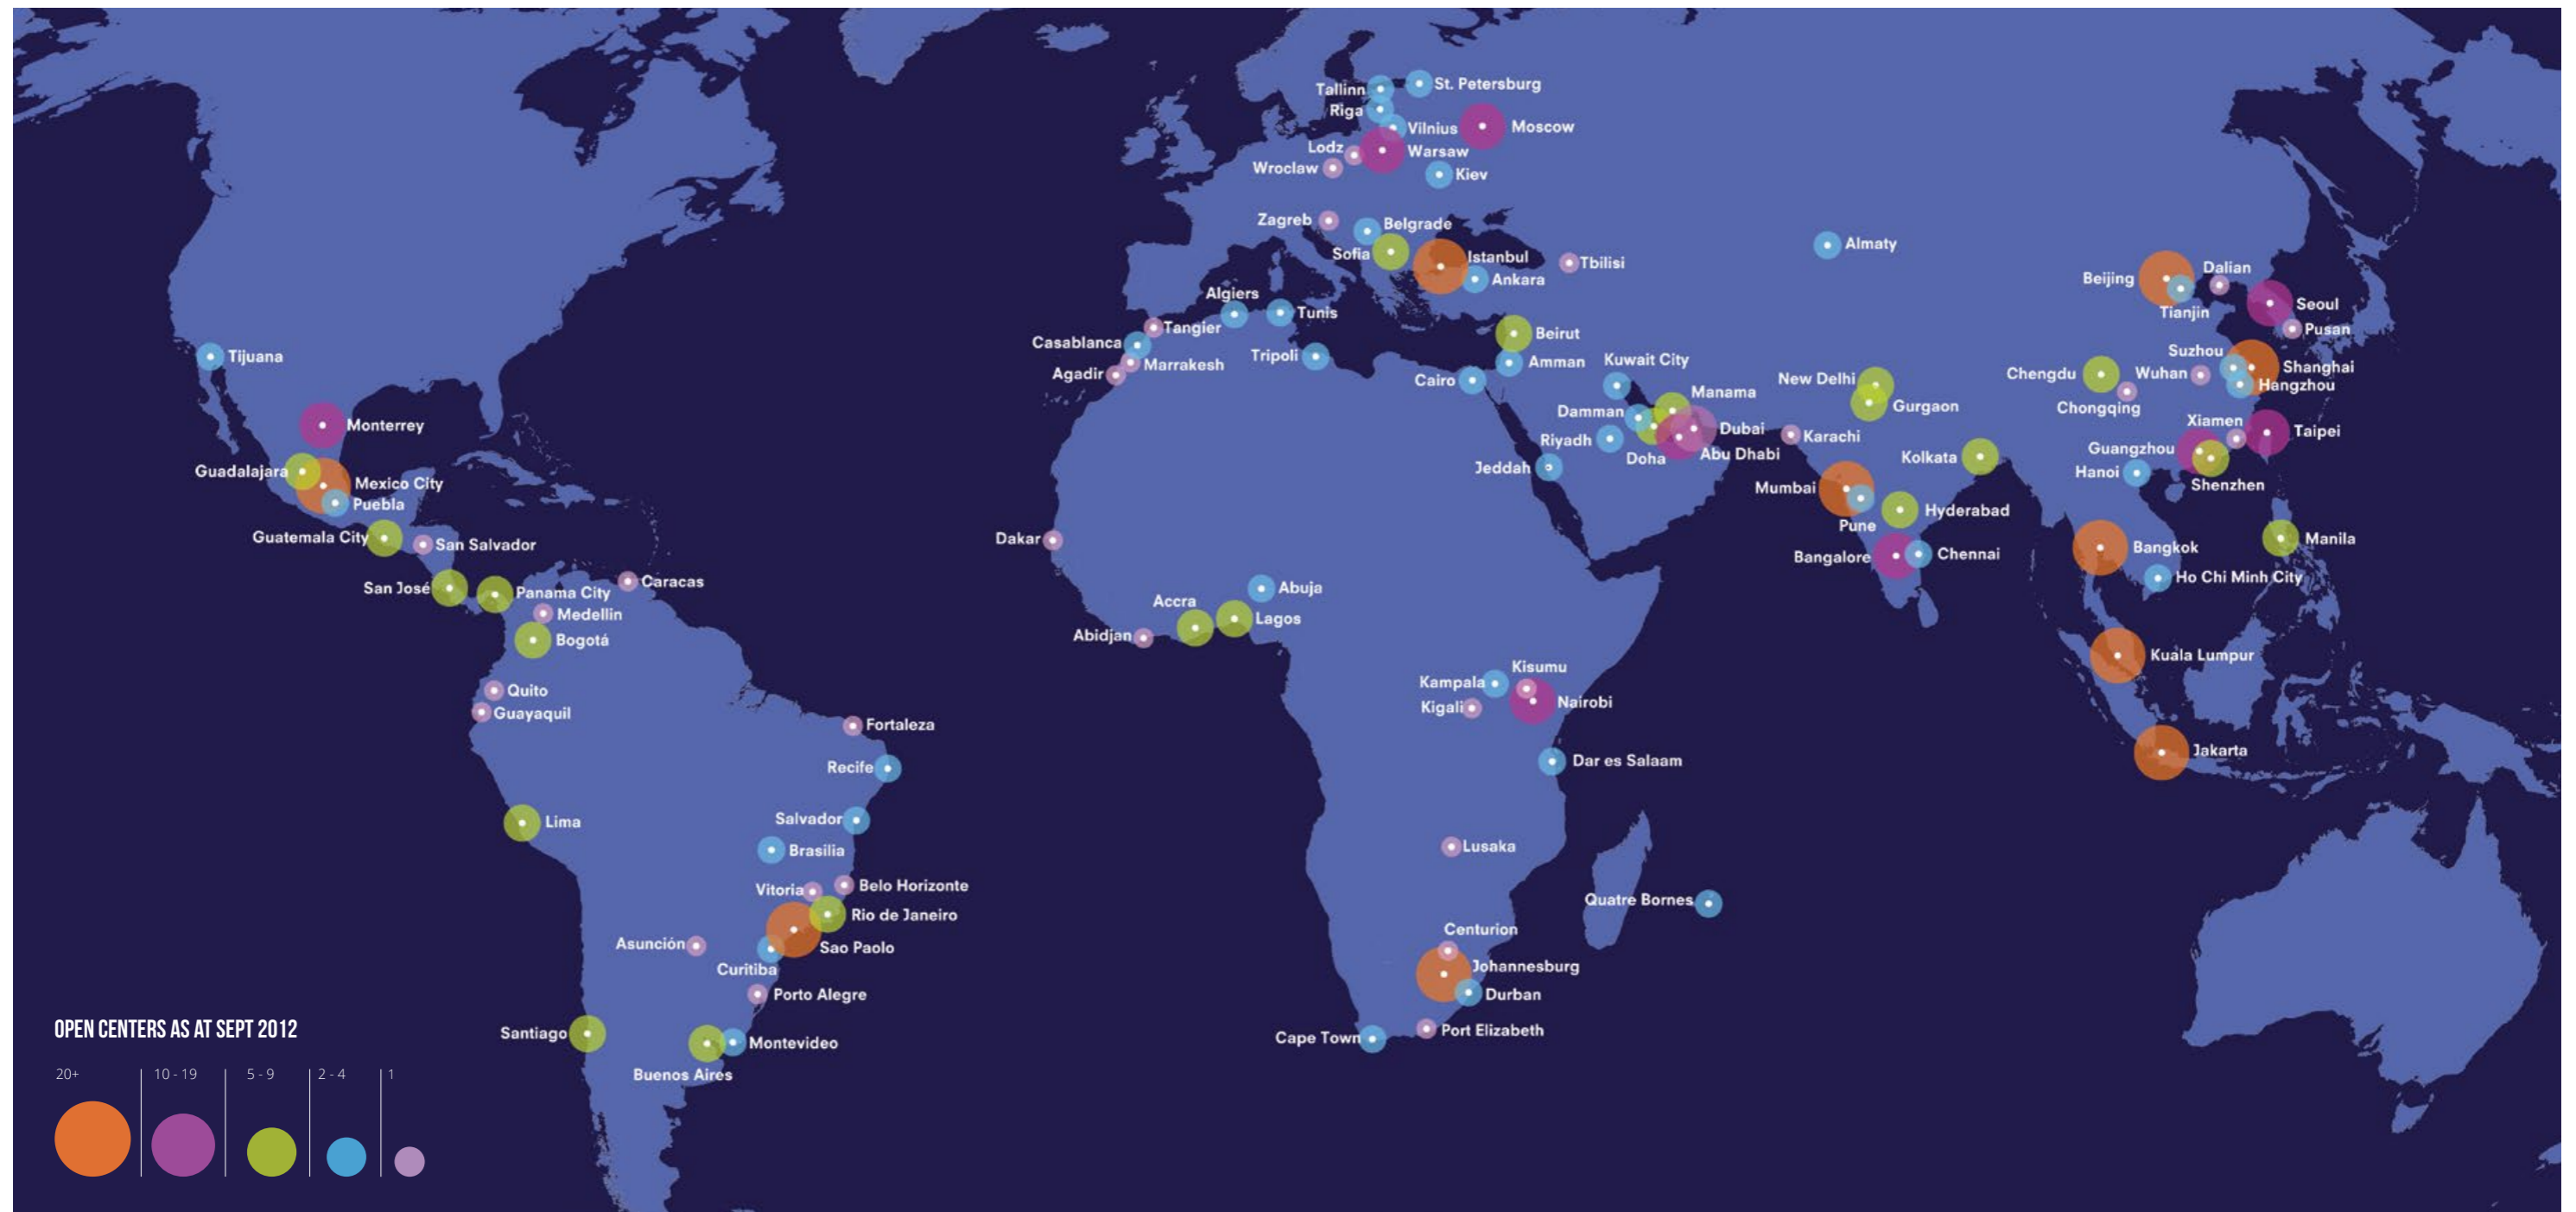 Tallinn
St. Petersburg
Riga
Vilnius
Moscow
Lodz
Warsaw
Wroclaw
Kiev
Zagreb
Belgrade
Sofia
Istanbul
Ankara
Tbilisi
Almaty
Beijing
Dalian
Tianjin
Seoul
Pusan
Algiers
Tunis
Tangier
Casablanca
Marrakesh
Agadir
Tripoli
Beirut
Amman
Cairo
Kuwait City
Manama
Damman
Dubai
Riyadh
Doha
Abu Dhabi
Jeddah
New Delhi
Gurgaon
Karachi
Kolkata
Mumbai
Pune
Hyderabad
Bangalore
Chennai
Suzhou
Shanghai
Chengdu
Wuhan
Hangzhou
Chongqing
Xiamen
Taipei
Guangzhou
Hanoi
Shenzhen
Manila
Bangkok
Ho Chi Minh City
Kuala Lumpur
Jakarta
Tijuana
Monterrey
Guadalajara
Mexico City
Puebla
Guatemala City
San Salvador
San José
Panama City
Caracas
Medellin
Bogotá
Quito
Guayaquil
Fortaleza
Recife
Lima
Salvador
Brasilia
Vitoria
Belo Horizonte
Rio de Janeiro
Asunción
Sao Paolo
Curitiba
Porto Alegre
Santiago
Montevideo
Buenos Aires
Dakar
Abuja
Accra
Lagos
Abidjan
Kisumu
Kampala
Kigali
Nairobi
Dar es Salaam
Lusaka
Quatre Bornes
Centurion
Johannesburg
Durban
Cape Town
Port Elizabeth
OPEN CENTERS AS AT SEPT 2012
20+ 10 - 19 5 - 9 2 - 4 1